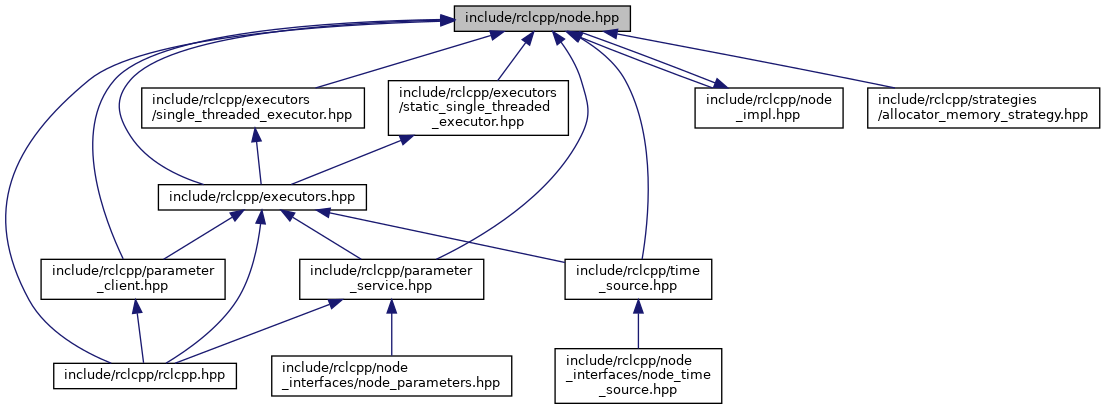 include/rclcpp/node.hpp
include/rclcpp/executors
/single_threaded_executor.hpp
include/rclcpp/executors
/static_single_threaded
_executor.hpp
include/rclcpp/node
_impl.hpp
include/rclcpp/strategies
/allocator_memory_strategy.hpp
include/rclcpp/executors.hpp
include/rclcpp/parameter
_client.hpp
include/rclcpp/parameter
_service.hpp
include/rclcpp/time
_source.hpp
include/rclcpp/rclcpp.hpp
include/rclcpp/node
_interfaces/node_parameters.hpp
include/rclcpp/node
_interfaces/node_time
_source.hpp